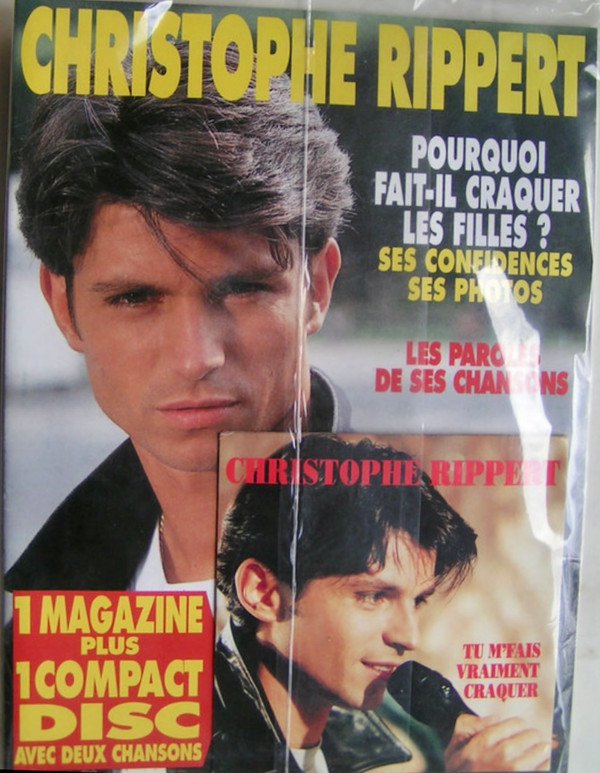 CHRISTOPHE RIPPERT
POURQUOI
FAIT-IL CRAQUER
LES FILLES ?
SES CONFIDENCES
SES PHOTOS
LES PAROLES
DE SES CHANSONS
CHRISTOPHE RIPPERT
TU M'FAIS
VRAIMENT
CRAQUER
1 MAGAZINE
PLUS
1 COMPACT
DISC
AVEC DEUX CHANSONS